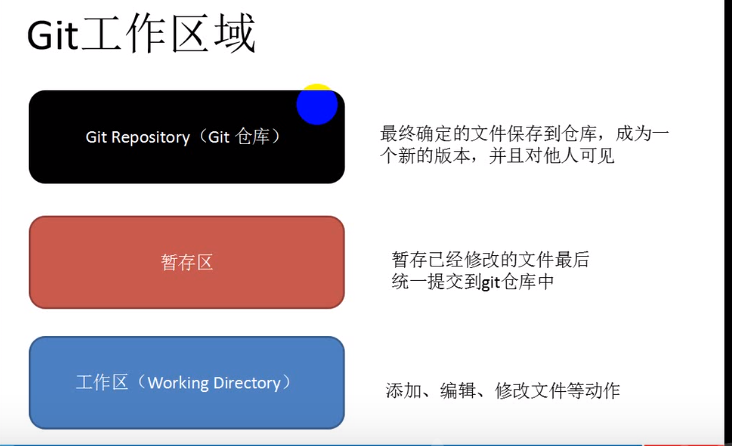 Git工作区域
Git Repository（Git 仓库）
最终确定的文件保存到仓库，成为一
个新的版本，并且对他人可见
暂存区
暂存已经修改的文件最后
统一提交到git仓库中
工作区（Working Directory）
添加、编辑、修改文件等动作